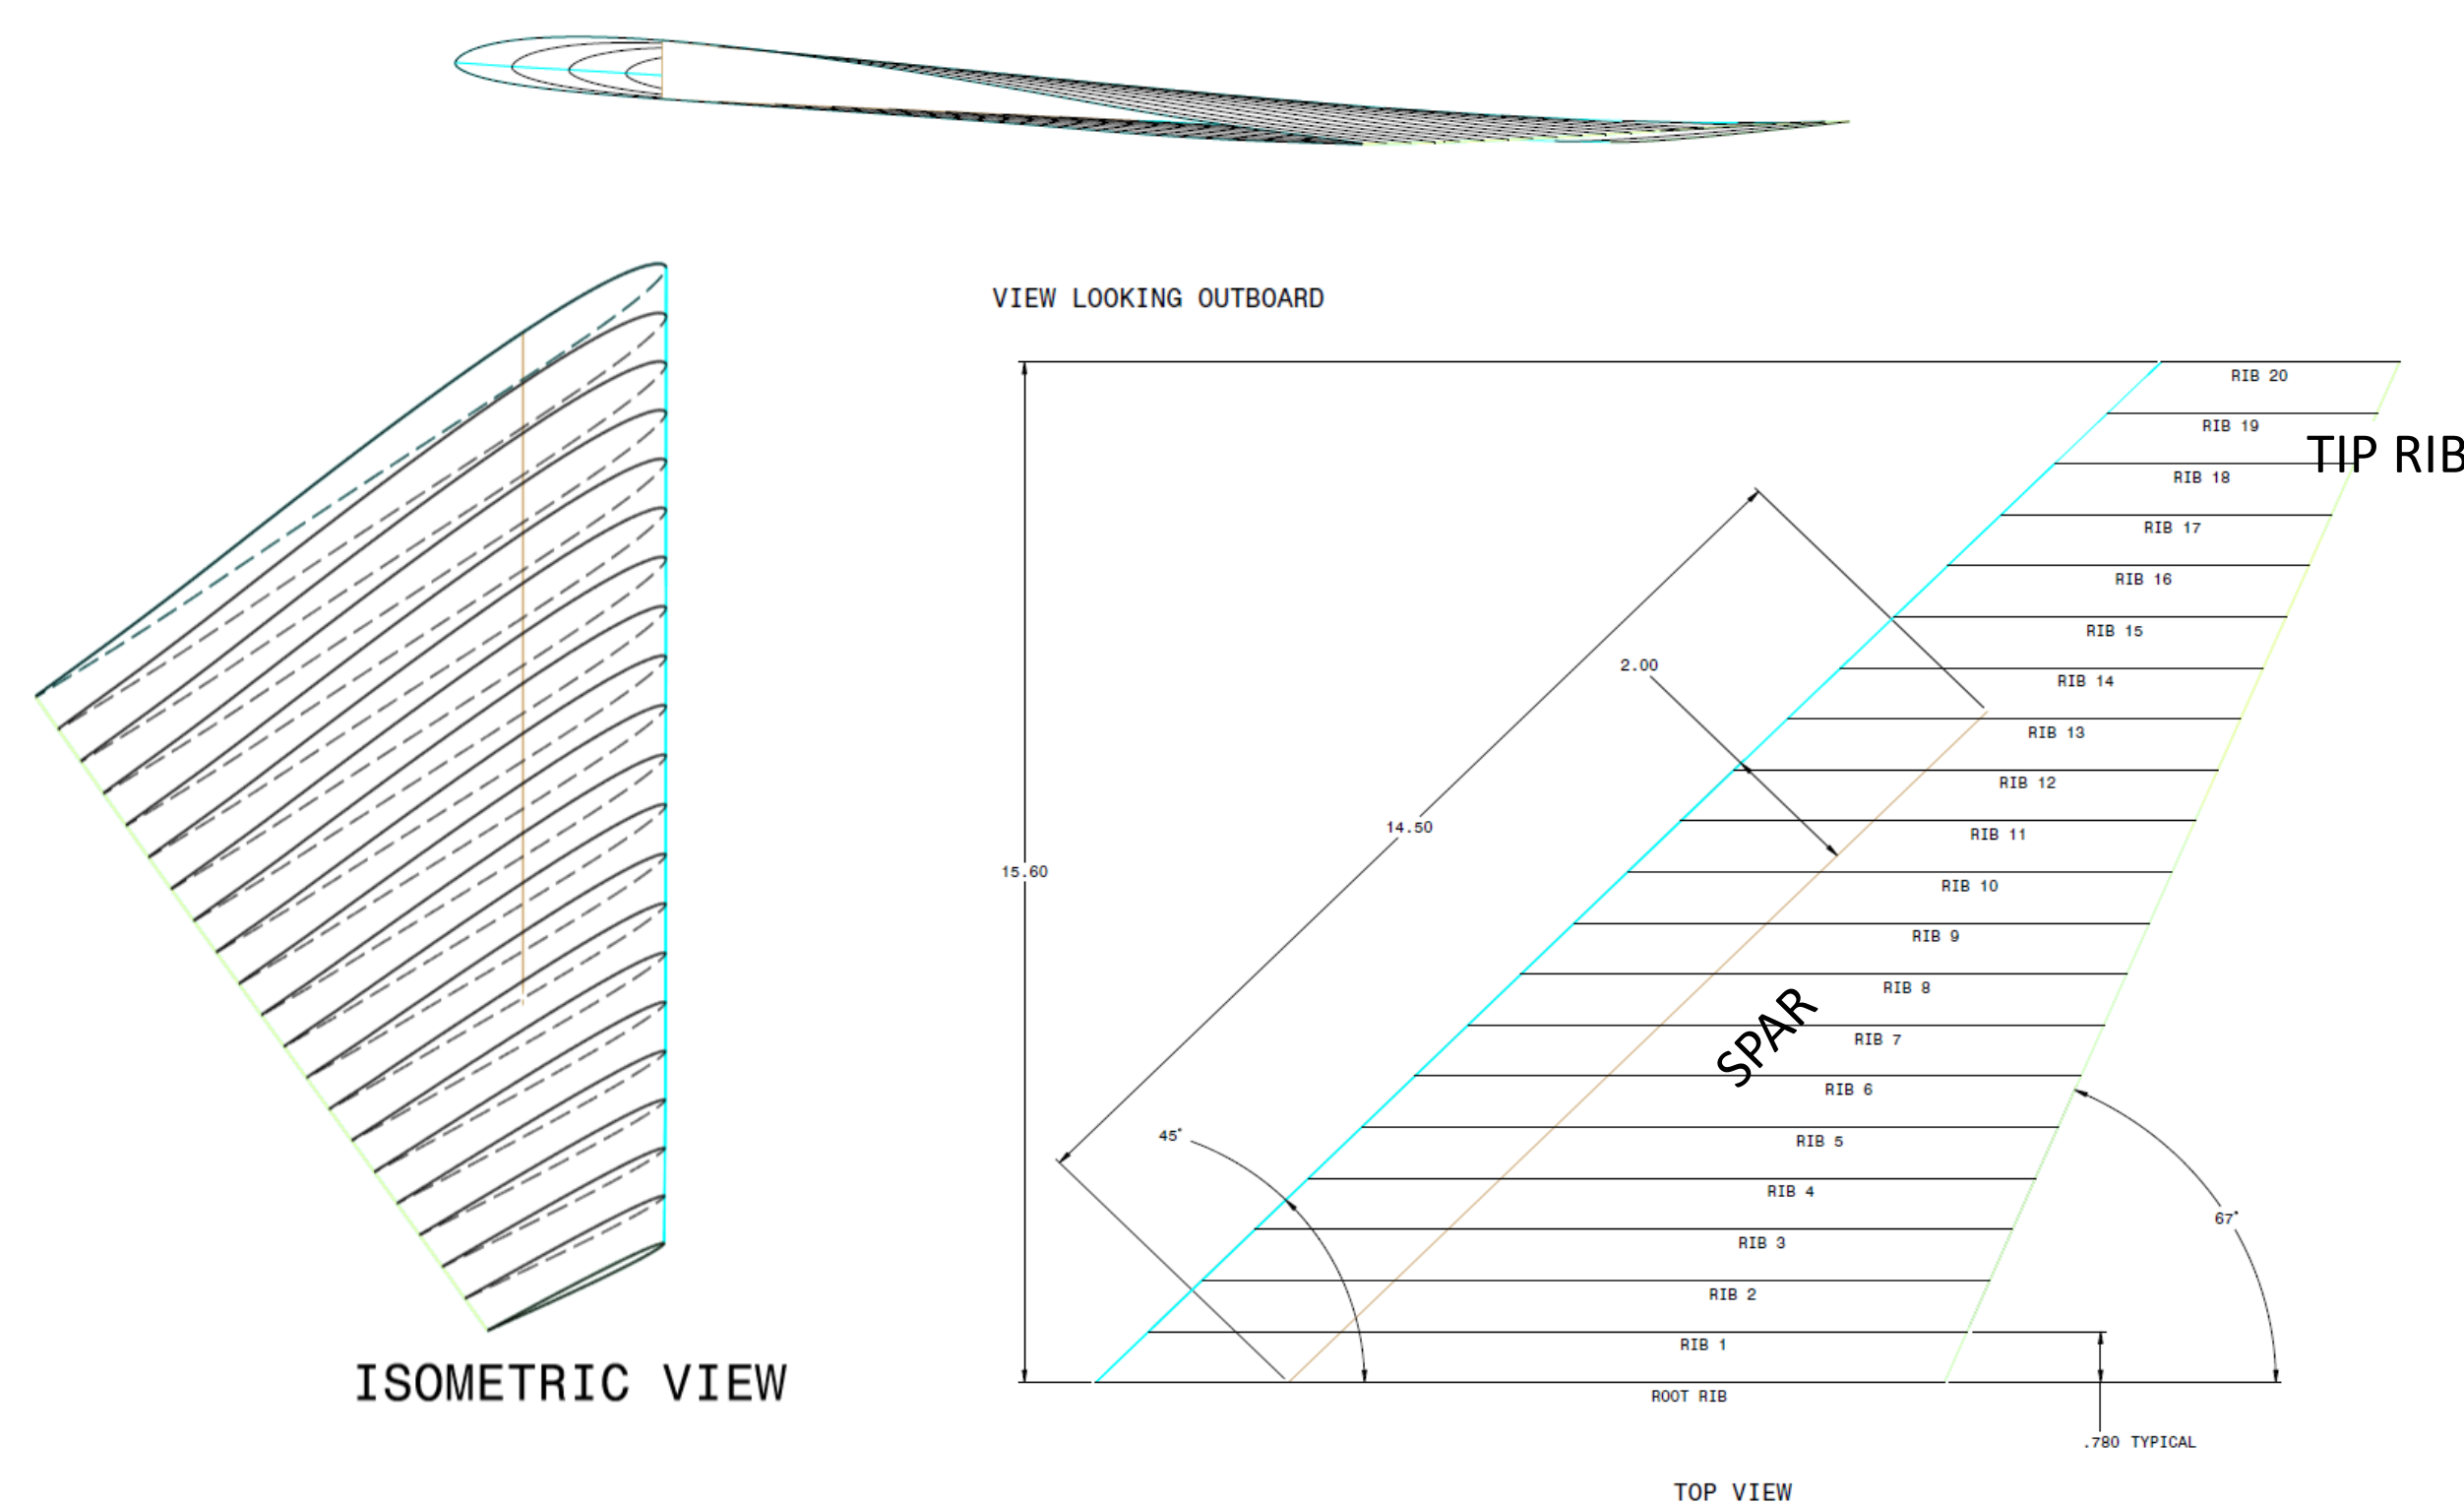 VIEW LOOKING OUTBOARD
RIB 20
RIB 19
TIP RIB
RIB 18
RIB 17
RIB 16
RIB 15
2.00
RIB 14
RIB 13
RIB 12
14.50
RIB 11
15.60
RIB 10
RIB 9
RIB 8
SPAR
RIB 7
RIB 6
45°
RIB 5
RIB 4
67°
RIB 3
RIB 2
RIB 1
ISOMETRIC VIEW
ROOT RIB
.780 TYPICAL
TOP VIEW